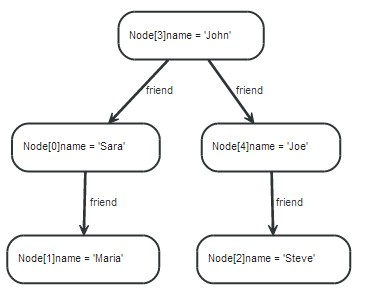 Node[3]name = 'John'
friend
friend
Node[0]name = 'Sara'
Node[4]name = 'Joe'
friend
friend
Node[1]name = 'Maria'
Node[2]name = 'Steve'